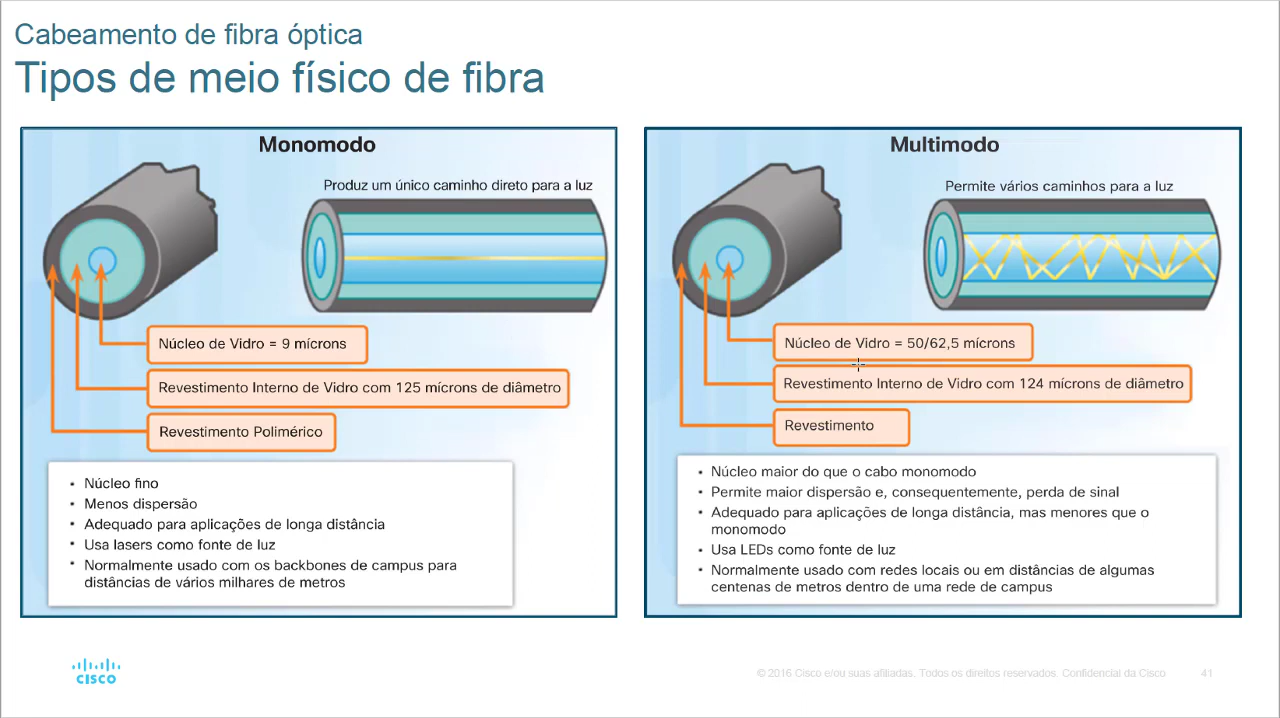 Cabeamento de fibra óptica
Tipos de meio físico de fibra
Monomodo
Produz um único caminho direto para a luz
Núcleo de Vidro = 9 mícrons
Revestimento Interno de Vidro com 125 mícrons de diâmetro
Revestimento Polimérico
• Núcleo fino
• Menos dispersão
• Adequado para aplicações de longa distância
• Usa lasers como fonte de luz
• Normalmente usado com os backbones de campus para
distâncias de vários milhares de metros
Multimodo
Permite vários caminhos para a luz
Núcleo de Vidro = 50/62,5 mícrons
Revestimento Interno de Vidro com 124 mícrons de diâmetro
Revestimento
• Núcleo maior do que o cabo monomodo
• Permite maior dispersão e, consequentemente, perda de sinal
• Adequado para aplicações de longa distância, mas menores que o
monomodo
• Usa LEDs como fonte de luz
• Normalmente usado com redes locais ou em distâncias de algumas
centenas de metros dentro de uma rede de campus
CISCO
© 2016 Cisco e/ou suas afiliadas. Todos os direitos reservados. Confidencial da Cisco
41